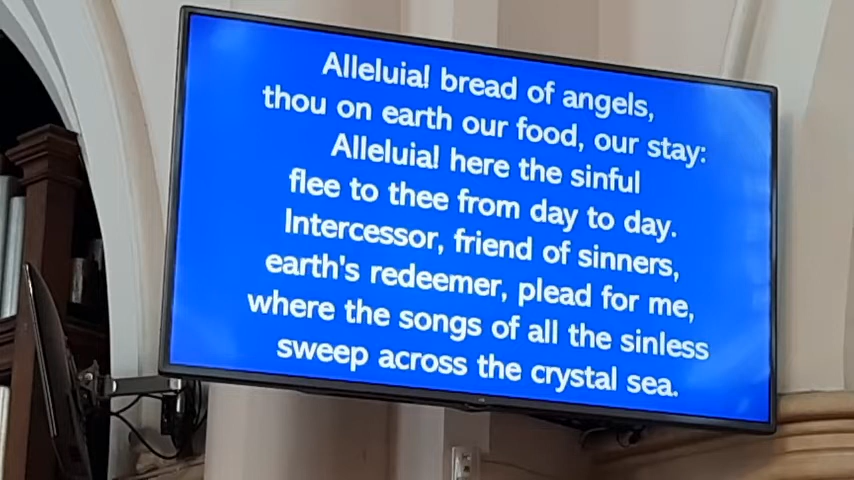 Alleluia! bread of angels,
thou on earth our food, our stay:
Alleluia! here the sinful
flee to thee from day to day.
Intercessor, friend of sinners,
earth's redeemer, plead for me,
where the songs of all the sinless
sweep across the crystal sea.